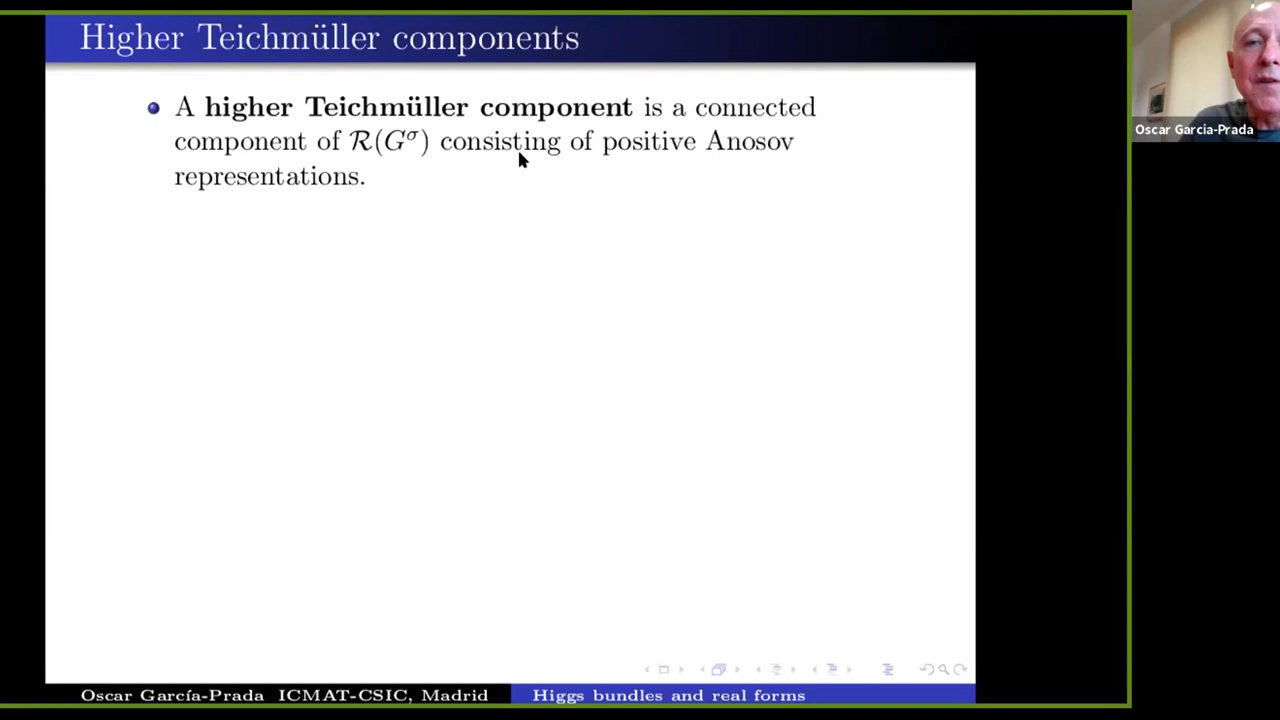 Higher Teichmüller components
A higher Teichmüller component is a connected
component of R(G^σ) consisting of positive Anosov
representations.
Oscar Garcia-Prada
Oscar García-Prada ICMAT-CSIC, Madrid
Higgs bundles and real forms